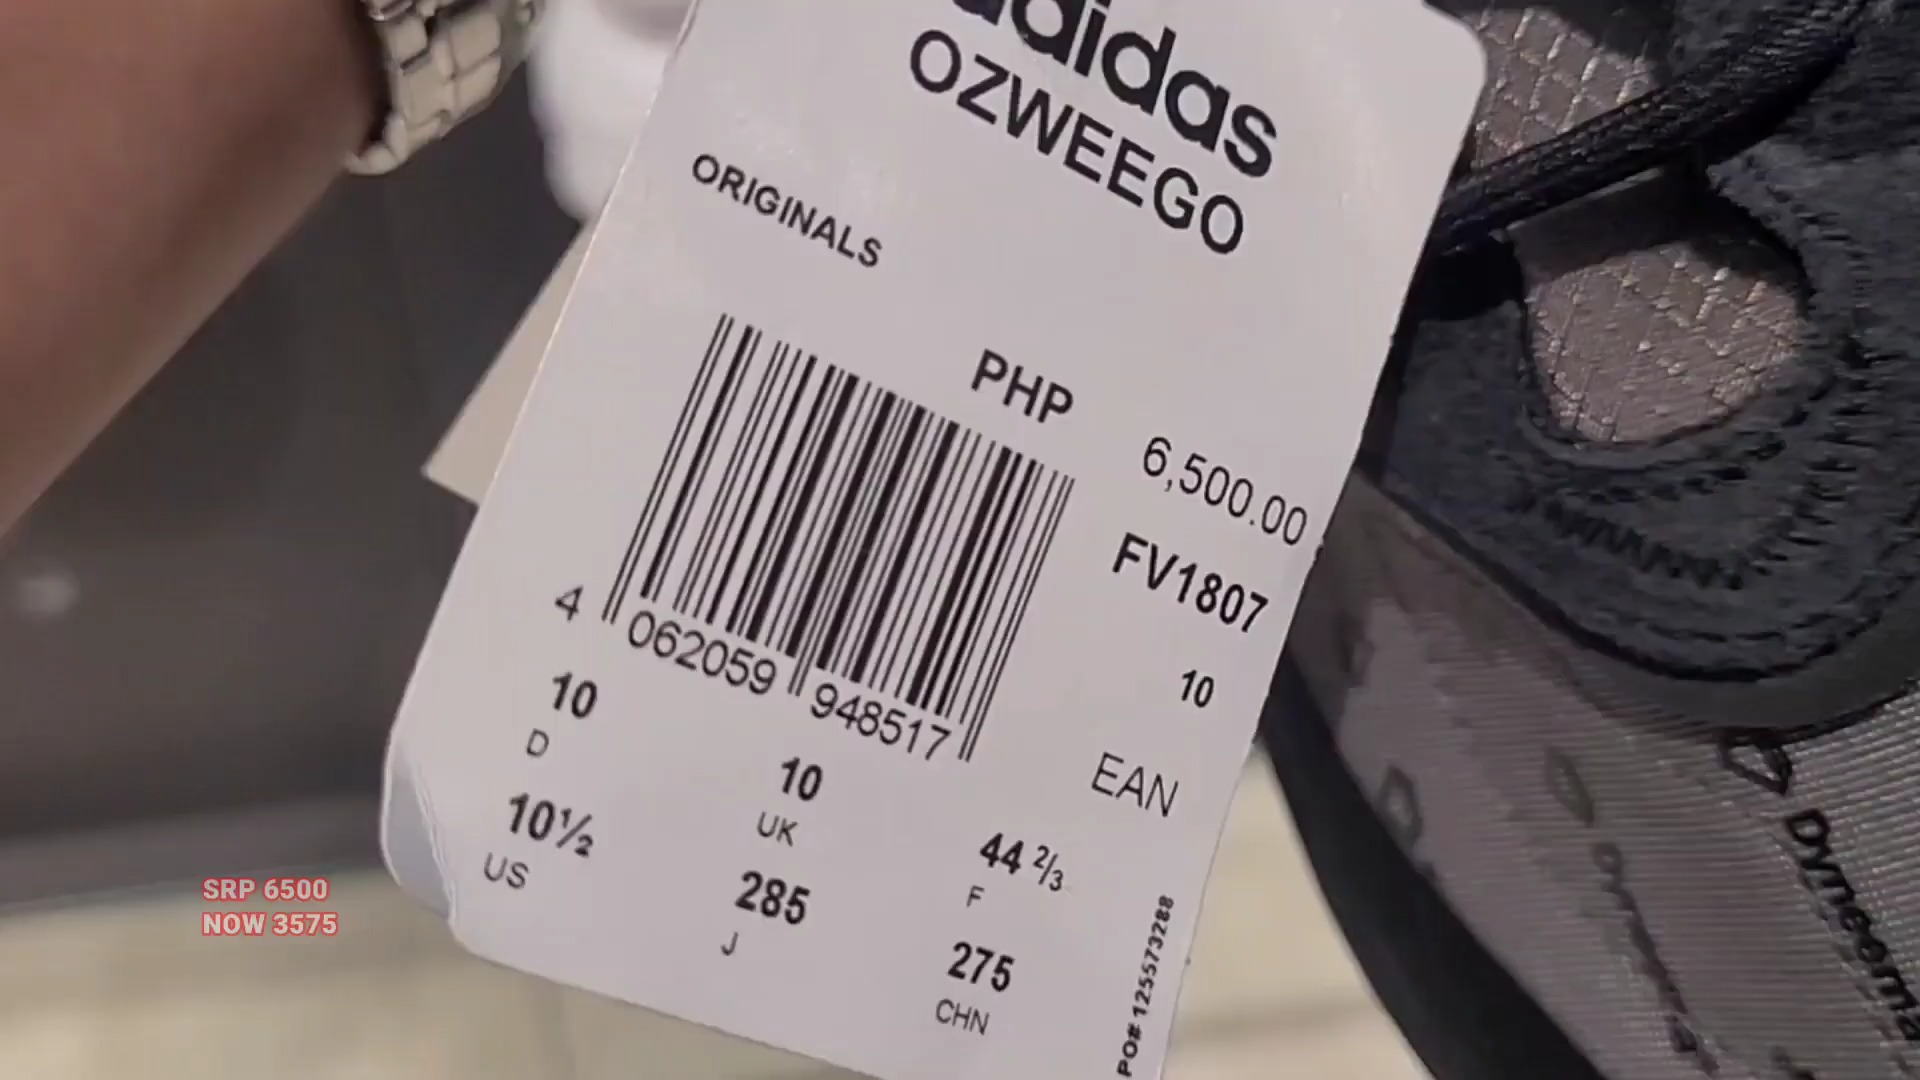 adidas
OZWEEGO
ORIGINALS
PHP
6,500.00
FV1807
10
EAN
4 062059 948517
10
D
10
UK
44 2/3
F
10½
US
285
J
275
CHN
PO# 125573288
SRP 6500
NOW 3575
Dyneema